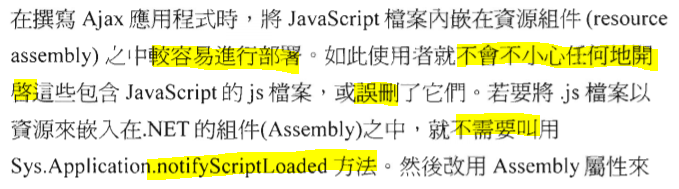 在撰寫 Ajax 應用程式時，將 JavaScript 檔案內嵌在資源組件 (resource
assembly) 之中較容易進行部署。如此使用者就不會不小心任何地開
啓這些包含 JavaScript 的 js 檔案，或誤刪了它們。若要將 .js 檔案以
資源來嵌入在.NET 的組件(Assembly)之中，就不需要叫用
Sys.Application.notifyScriptLoaded 方法。然後改用 Assembly 屬性來